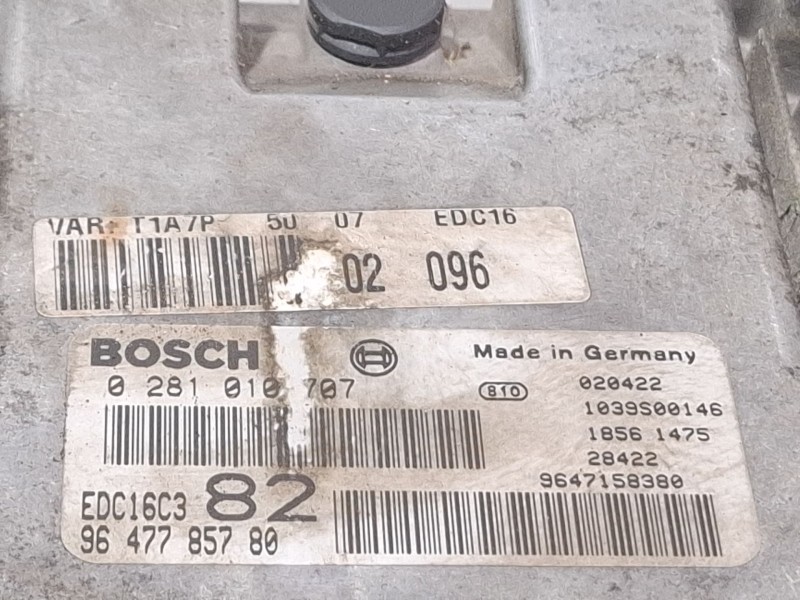 VAR: T1A7P 50 07 EDC16
02 096
BOSCH Made in Germany
0 281 010 707 810 020422
1039S00146
1856 1475
28422
9647158380
EDC16C3 82
96 477 857 80